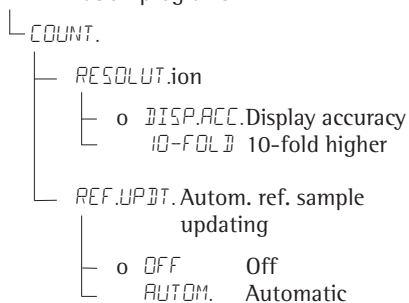 COUNT.
RESOLUT.ion
o DISP.ACC. Display accuracy
10-FOLD 10-fold higher
REF.UPDT. Autom. ref. sample
updating
o OFF Off
AUTOM. Automatic